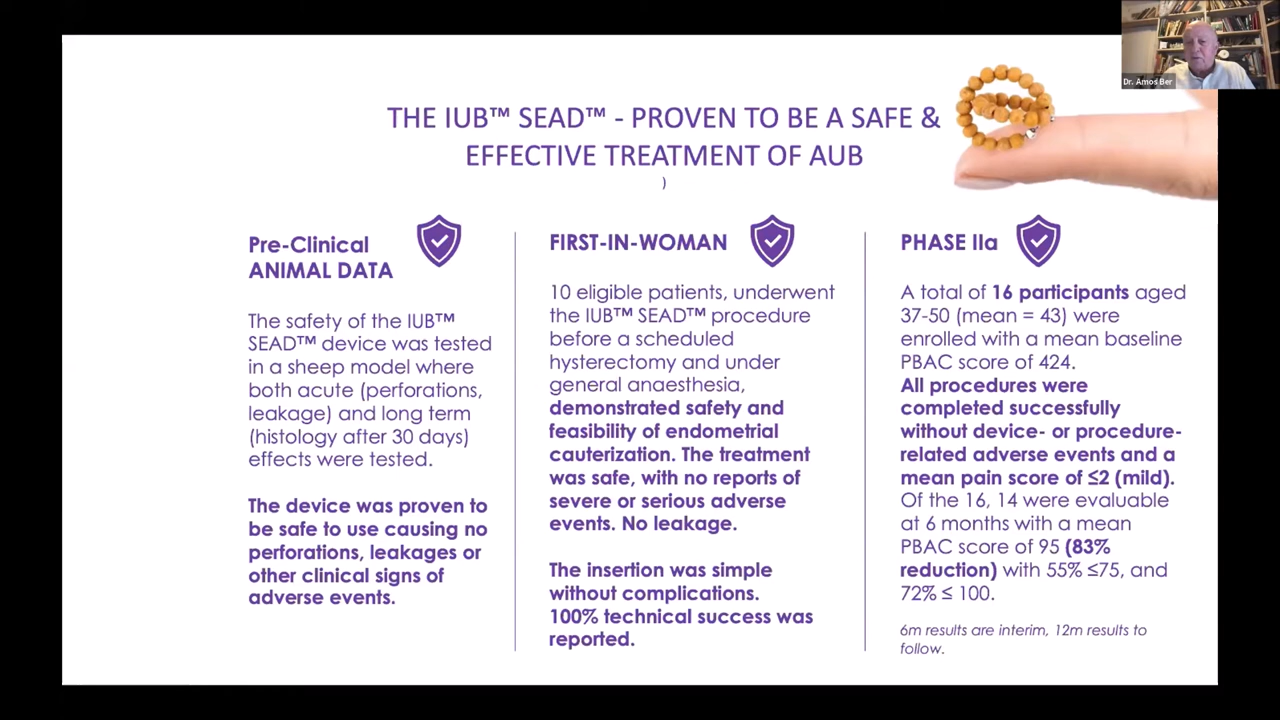 THE IUB™ SEAD™ - PROVEN TO BE A SAFE &
EFFECTIVE TREATMENT OF AUB
)
Pre-Clinical
ANIMAL DATA
The safety of the IUB™
SEAD™ device was tested
in a sheep model where
both acute (perforations,
leakage) and long term
(histology after 30 days)
effects were tested.
The device was proven to
be safe to use causing no
perforations, leakages or
other clinical signs of
adverse events.
FIRST-IN-WOMAN
10 eligible patients, underwent
the IUB™ SEAD™ procedure
before a scheduled
hysterectomy and under
general anaesthesia,
demonstrated safety and
feasibility of endometrial
cauterization. The treatment
was safe, with no reports of
severe or serious adverse
events. No leakage.
The insertion was simple
without complications.
100% technical success was
reported.
PHASE IIa
A total of 16 participants aged
37-50 (mean = 43) were
enrolled with a mean baseline
PBAC score of 424.
All procedures were
completed successfully
without device- or procedure-
related adverse events and a
mean pain score of ≤2 (mild).
Of the 16, 14 were evaluable
at 6 months with a mean
PBAC score of 95 (83%
reduction) with 55% ≤75, and
72% ≤ 100.
6m results are interim, 12m results to
follow.
Dr. Amos Ber